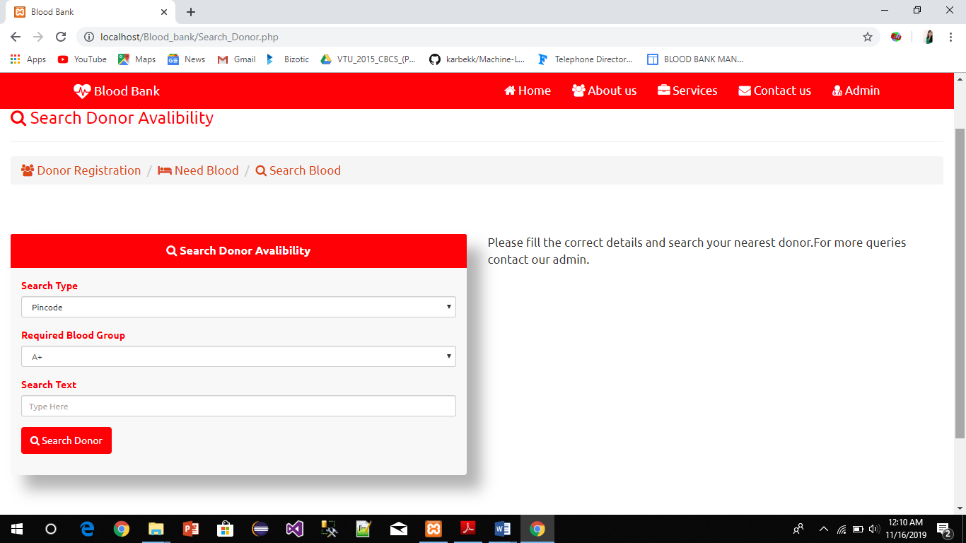 Blood Bank
localhost/Blood_bank/Search_Donor.php
Apps YouTube Maps News Gmail Bizotic VTU_2015_CBCS_(P... karbekk/Machine-L... Telephone Director... BLOOD BANK MAN...
Blood Bank Home About us Services Contact us Admin
Search Donor Avalibility
Donor Registration / Need Blood / Search Blood
Search Donor Avalibility
Search Type
Pincode
Required Blood Group
A+
Search Text
Type Here
Search Donor
Please fill the correct details and search your nearest donor.For more queries
contact our admin.
12:10 AM
11/16/2019
2